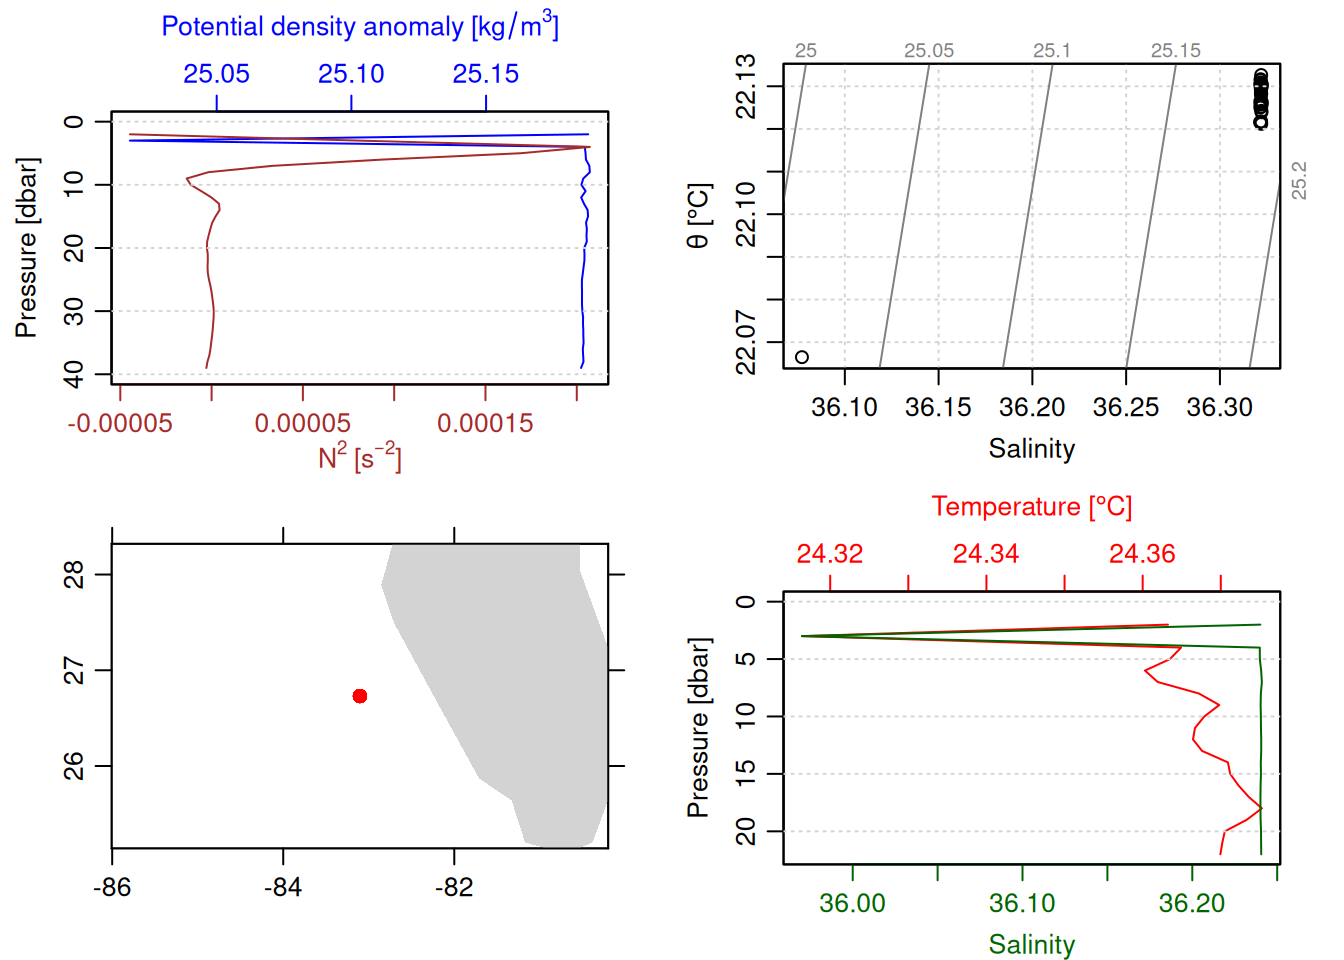 Potential density anomaly [kg/m³]
25.05 25.10 25.15
0
10
20
30
40
Pressure [dbar]
-0.00005 0.00005 0.00015
N² [s⁻²]
25 25.05 25.1 25.15
25.2
22.13
22.10
22.07
θ [°C]
36.10 36.15 36.20 36.25 36.30
Salinity
28
27
26
-86 -84 -82
Temperature [°C]
24.32 24.34 24.36
0
5
10
15
20
Pressure [dbar]
36.00 36.10 36.20
Salinity